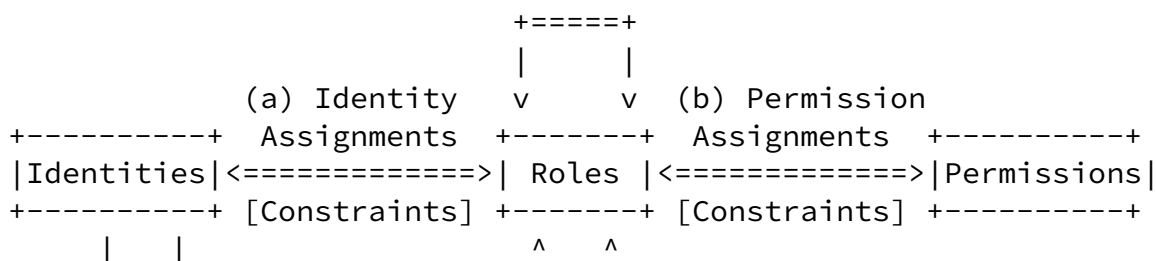 +=====+
|     |
(a) Identity   v     v  (b) Permission
+----------+  Assignments  +-------+  Assignments  +----------+
|Identities|<=============>| Roles |<=============>|Permissions|
+----------+ [Constraints] +-------+ [Constraints] +----------+
|   |                      ^   ^